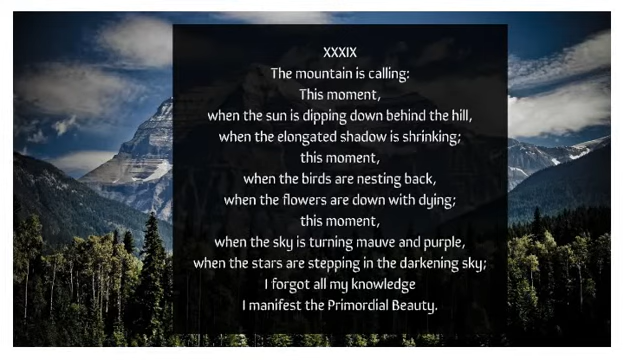 XXXIX
The mountain is calling:
This moment,
when the sun is dipping down behind the hill,
when the elongated shadow is shrinking;
this moment,
when the birds are nesting back,
when the flowers are down with dying;
this moment,
when the sky is turning mauve and purple,
when the stars are stepping in the darkening sky;
I forgot all my knowledge
I manifest the Primordial Beauty.